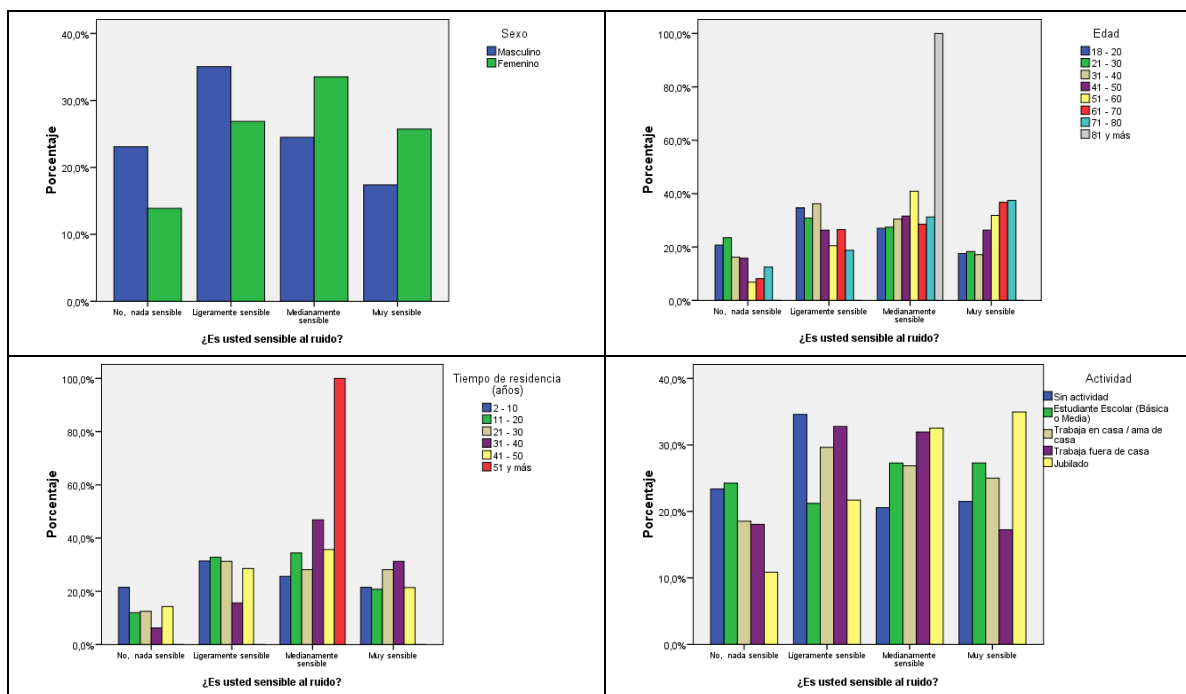 Sexo
Masculino
Femenino
40,0%
30,0%
20,0%
10,0%
0,0%
Porcentaje
No, nada sensible
Ligeramente sensible
Medianamente
sensible
Muy sensible
¿Es usted sensible al ruido?
Edad
18 - 20
21 - 30
31 - 40
41 - 50
51 - 60
61 - 70
71 - 80
81 y más
100,0%
80,0%
60,0%
40,0%
20,0%
0,0%
Porcentaje
No, nada sensible
Ligeramente sensible
Medianamente
sensible
Muy sensible
¿Es usted sensible al ruido?
Tiempo de residencia
(años)
2 - 10
11 - 20
21 - 30
31 - 40
41 - 50
51 y más
100,0%
80,0%
60,0%
40,0%
20,0%
0,0%
Porcentaje
No, nada sensible
Ligeramente sensible
Medianamente
sensible
Muy sensible
¿Es usted sensible al ruido?
Actividad
Sin actividad
Estudiante Escolar (Básica
o Media)
Trabaja en casa / ama de
casa
Trabaja fuera de casa
Jubilado
40,0%
30,0%
20,0%
10,0%
0,0%
Porcentaje
No, nada sensible
Ligeramente sensible
Medianamente
sensible
Muy sensible
¿Es usted sensible al ruido?